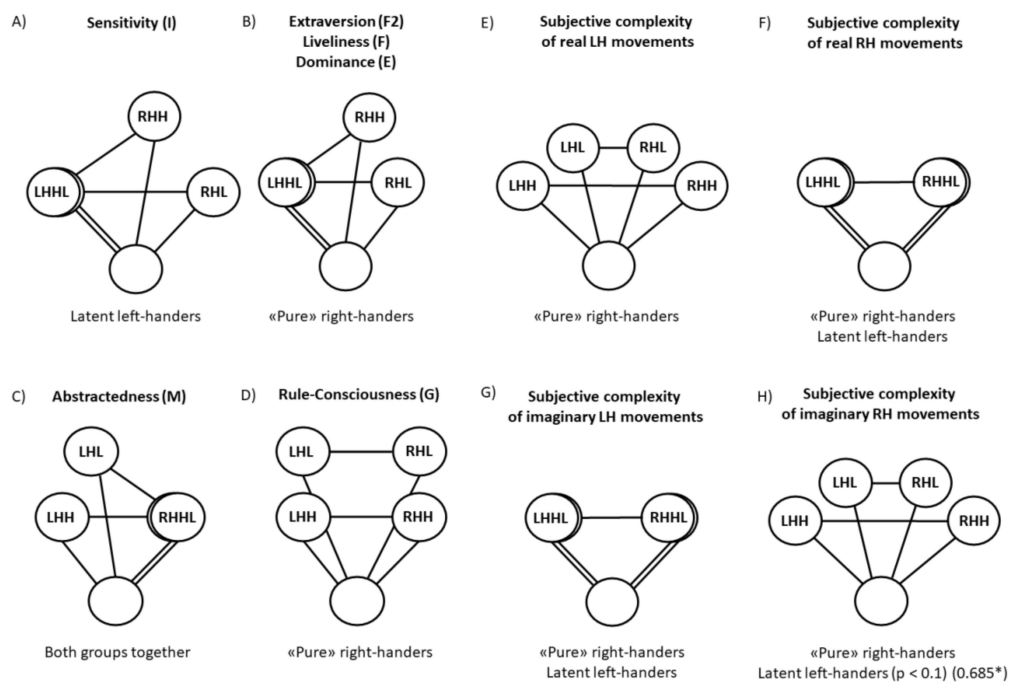 A)
Sensitivity (I)
RHH
LHHL
RHL
Latent left-handers
B)
Extraversion (F2)
Liveliness (F)
Dominance (E)
RHH
LHHL
RHL
«Pure» right-handers
E)
Subjective complexity
of real LH movements
LHL
RHL
LHH
RHH
«Pure» right-handers
F)
Subjective complexity
of real RH movements
LHHL
RHHL
«Pure» right-handers
Latent left-handers
C)
Abstractedness (M)
LHL
LHH
RHHL
Both groups together
D)
Rule-Consciousness (G)
LHL
RHL
LHH
RHH
«Pure» right-handers
G)
Subjective complexity
of imaginary LH movements
LHHL
RHHL
«Pure» right-handers
Latent left-handers
H)
Subjective complexity
of imaginary RH movements
LHL
RHL
LHH
RHH
«Pure» right-handers
Latent left-handers (p < 0.1) (0.685*)